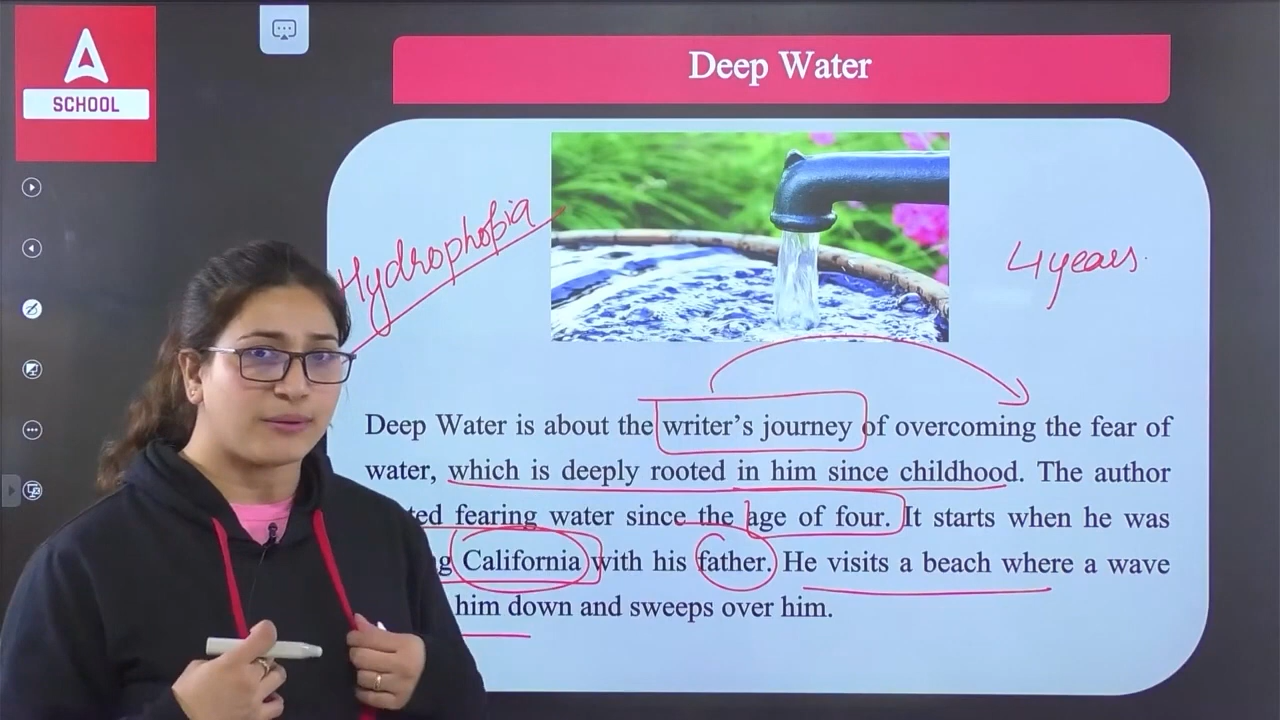 SCHOOL
Deep Water
Hydrophobia
4 years.
Deep Water is about the writer's journey of overcoming the fear of
water, which is deeply rooted in him since childhood. The author
fearing water since the age of four. It starts when he was
California with his father. He visits a beach where a wave
him down and sweeps over him.